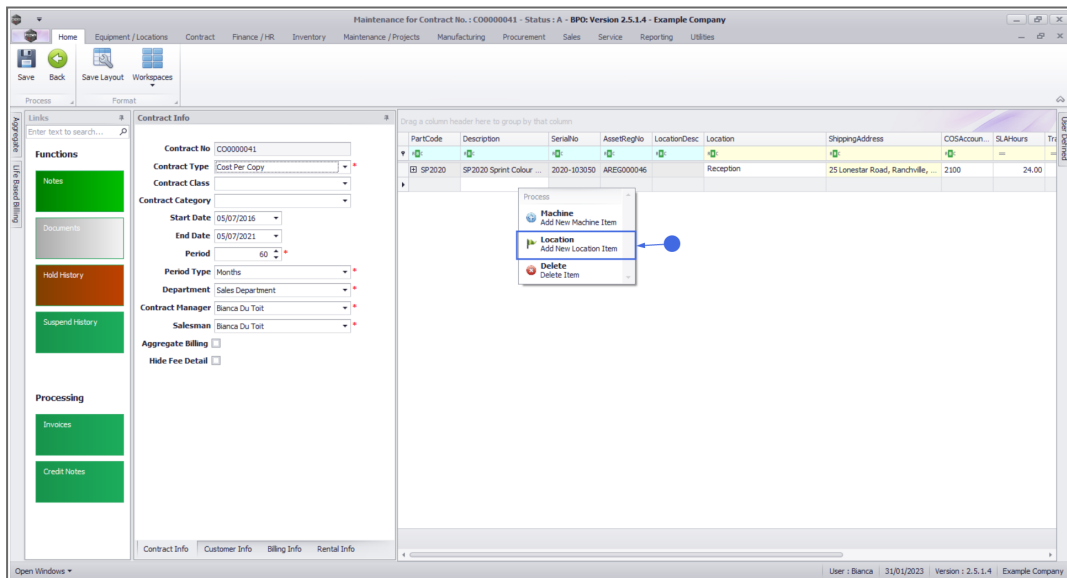 Maintenance for Contract No. : CO0000041 - Status : A - BPO: Version 2.5.1.4 - Example Company
Home Equipment / Locations Contract Finance / HR Inventory Maintenance / Projects Manufacturing Procurement Sales Service Reporting Utilities
Save Back Save Layout Workspaces
Process Format
Aggregate
Life Based Billing
Links
Enter text to search...
Functions
Notes
Documents
Hold History
Suspend History
Processing
Invoices
Credit Notes
Contract Info
Contract No CO0000041
Contract Type Cost Per Copy *
Contract Class
Contract Category
Start Date 05/07/2016
End Date 05/07/2021
Period 60 *
Period Type Months *
Department Sales Department *
Contract Manager Bianca Du Toit *
Salesman Bianca Du Toit *
Aggregate Billing
Hide Fee Detail
Contract Info Customer Info Billing Info Rental Info
Drag a column header here to group by that column
PartCode Description SerialNo AssetRegNo LocationDesc Location ShippingAddress COSAccoun... SLAHours Tr
SP2020 SP2020 Sprint Colour ... 2020-103050 AREG000046 Reception 25 Lonestar Road, Ranchville, ... 2100 24.00
Process
Machine
Add New Machine Item
Location
Add New Location Item
Delete
Delete Item
User Defined
Open Windows
User : Bianca 31/01/2023 Version : 2.5.1.4 Example Company